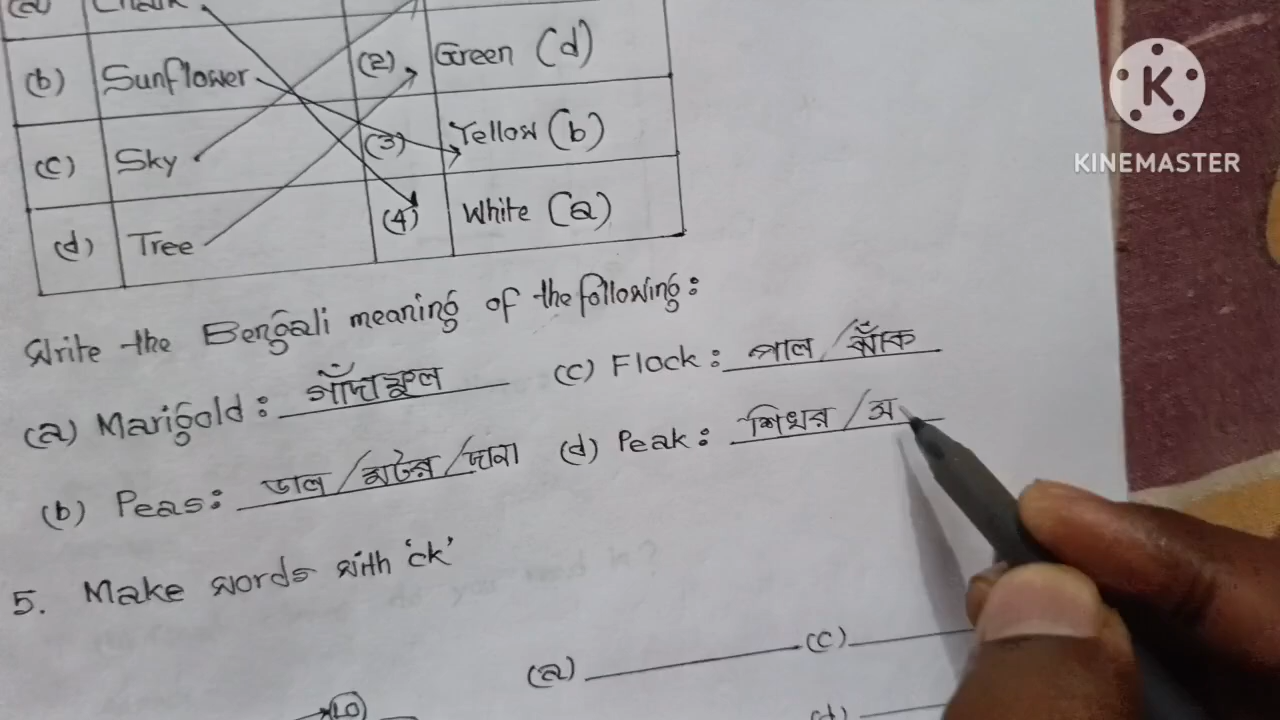 (a) Chalk
(b) Sunflower (2) Green (d)
(c) Sky (3) Yellow (b)
(d) Tree (4) White (a)
Write the Bengali meaning of the following:
(a) Marigold: গাঁদাফুল (c) Flock: পাল / ঝাঁক
(b) Peas: ডাল / মটর / দানা (d) Peak: শিখর / অ
5. Make words with 'ck'
(a) (c)
(d)
KINEMASTER